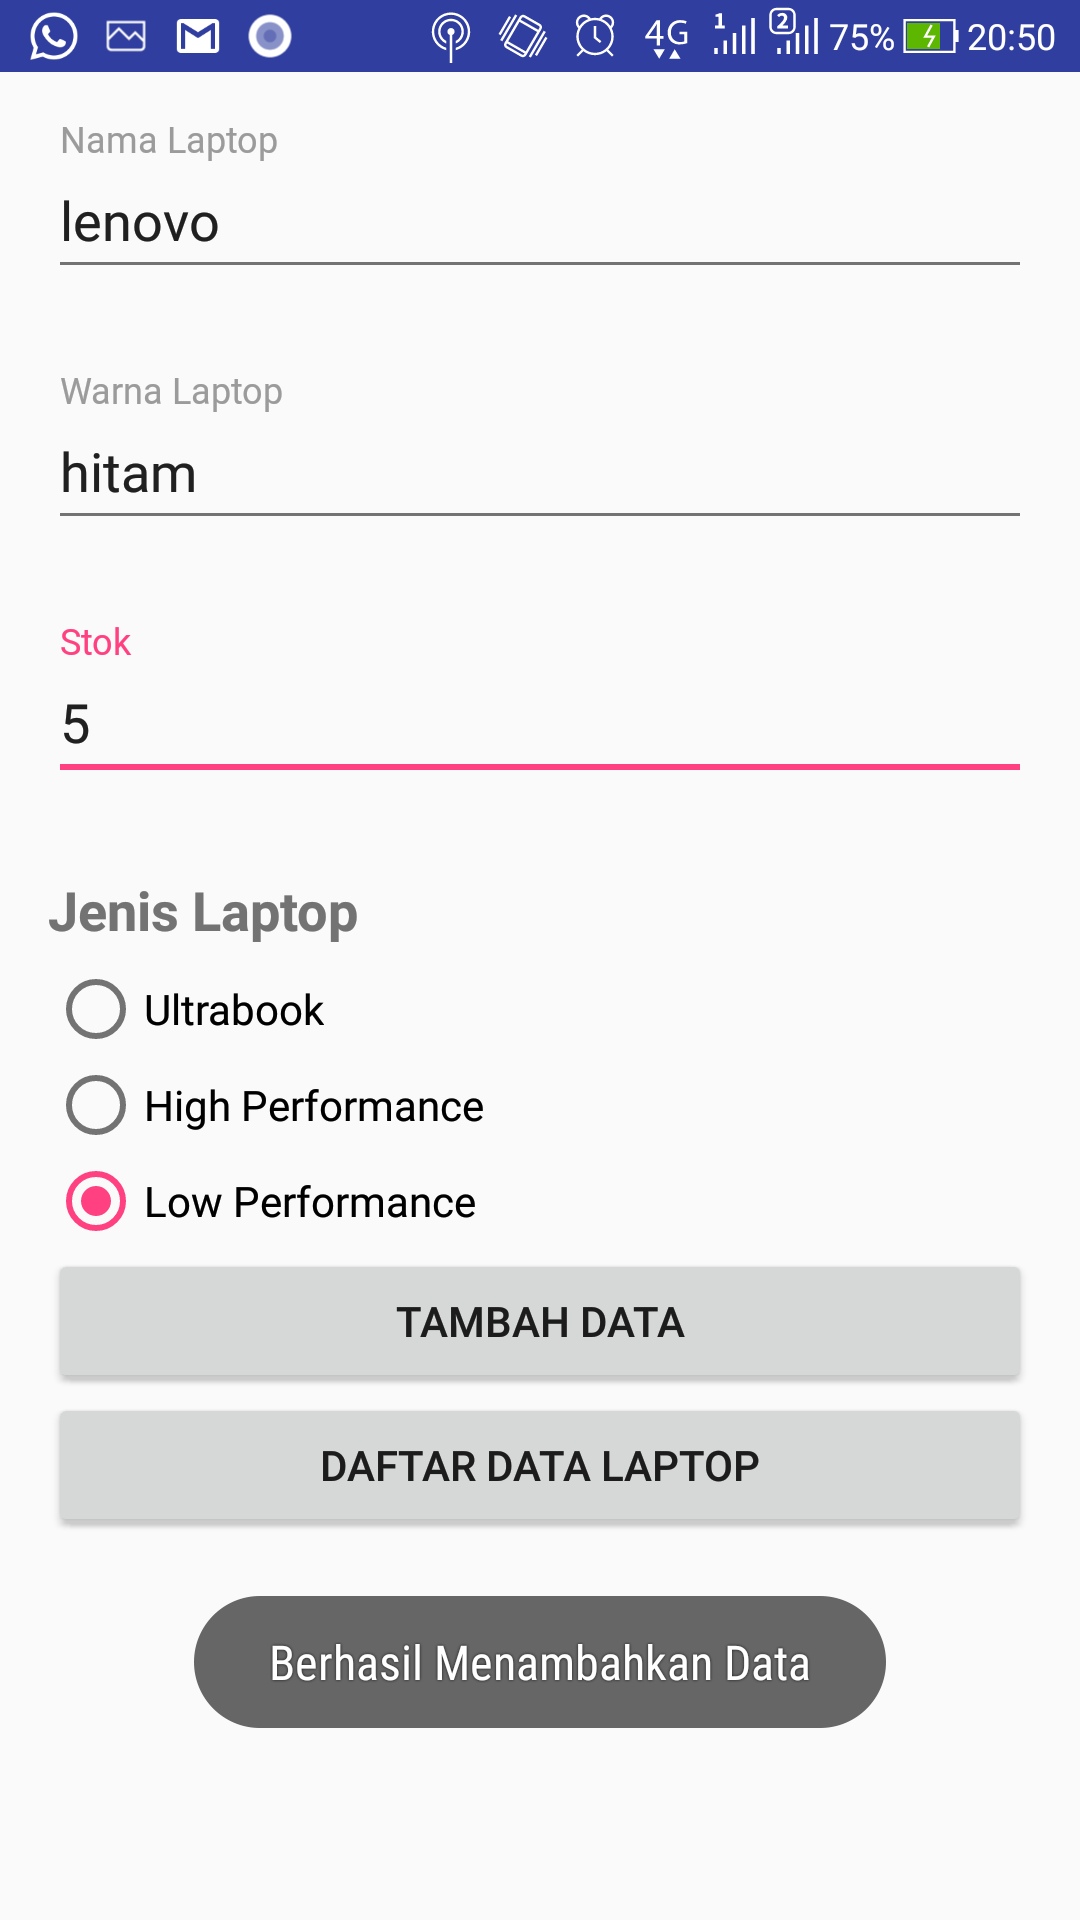 4G 1 2 75% 20:50
Nama Laptop
lenovo
Warna Laptop
hitam
Stok
5
Jenis Laptop
Ultrabook
High Performance
Low Performance
TAMBAH DATA
DAFTAR DATA LAPTOP
Berhasil Menambahkan Data